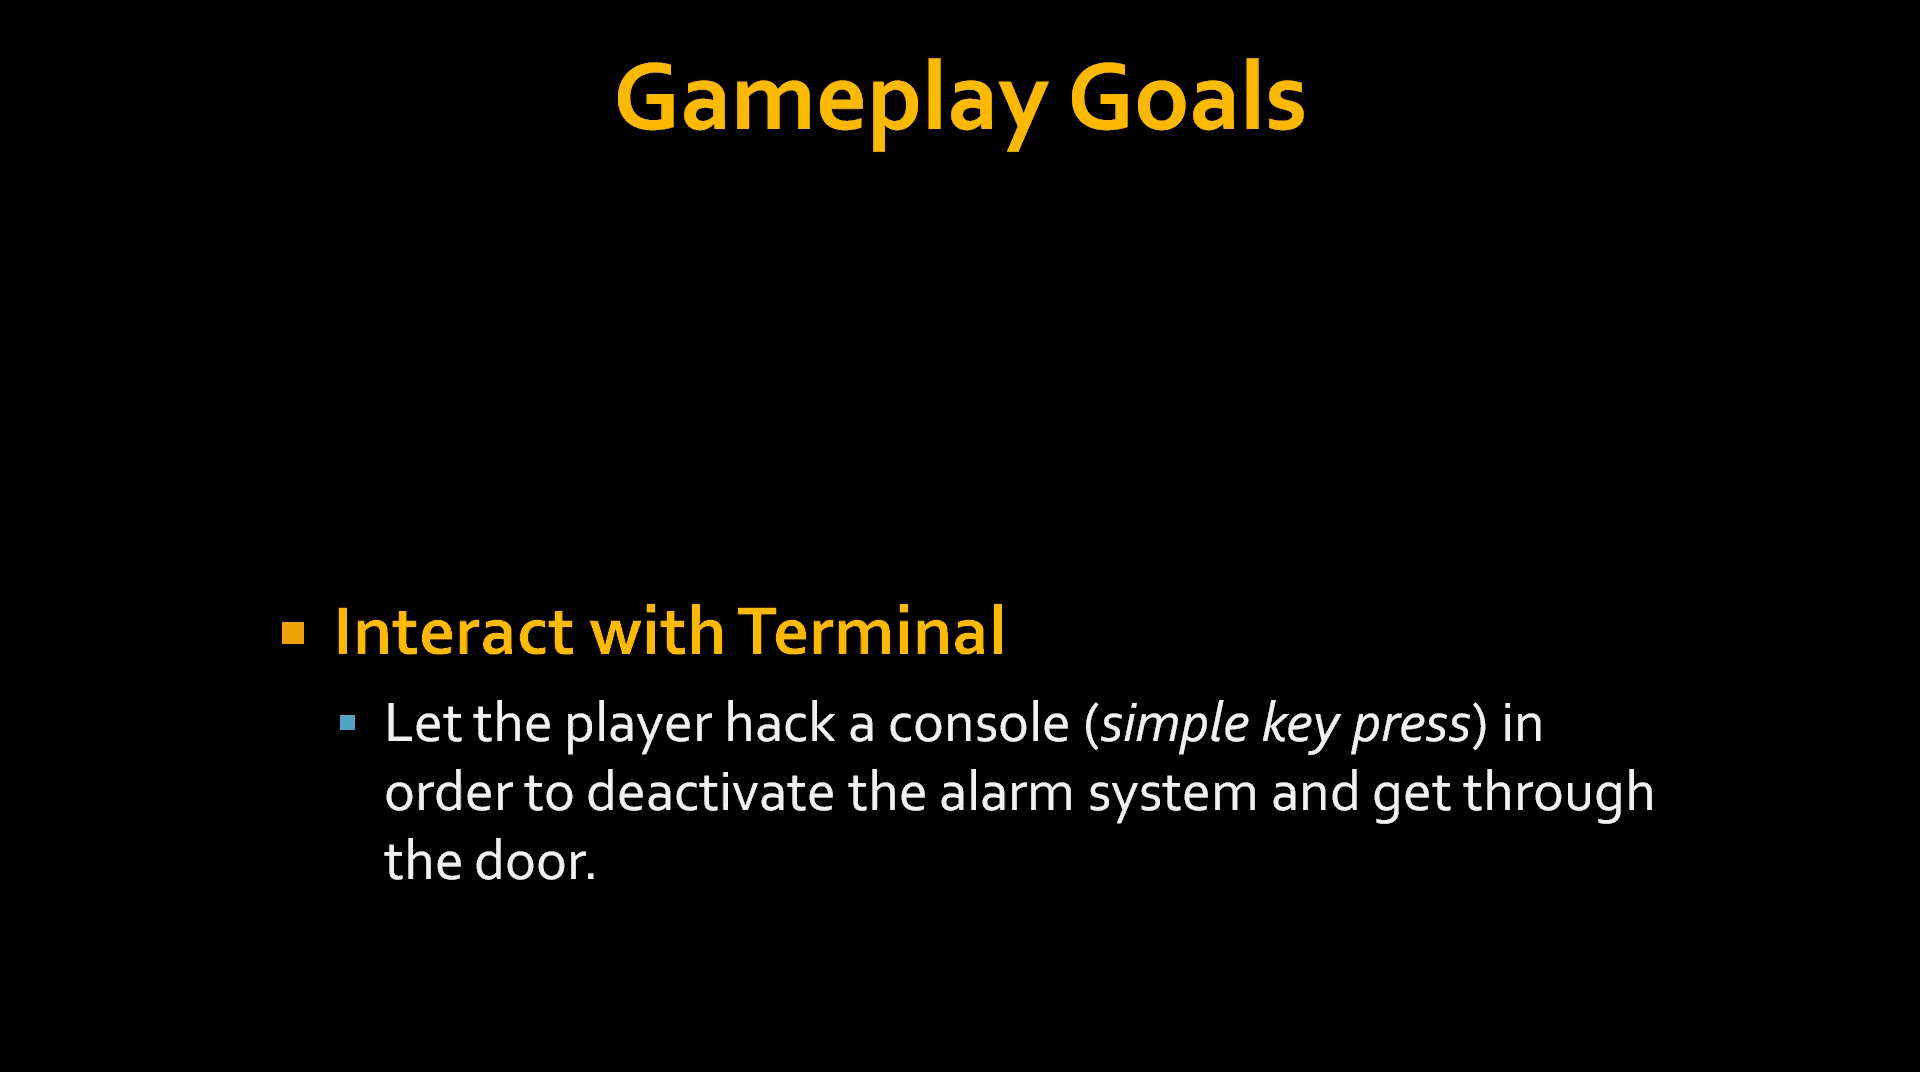 Gameplay Goals
Interact with Terminal
Let the player hack a console (simple key press) in
order to deactivate the alarm system and get through
the door.